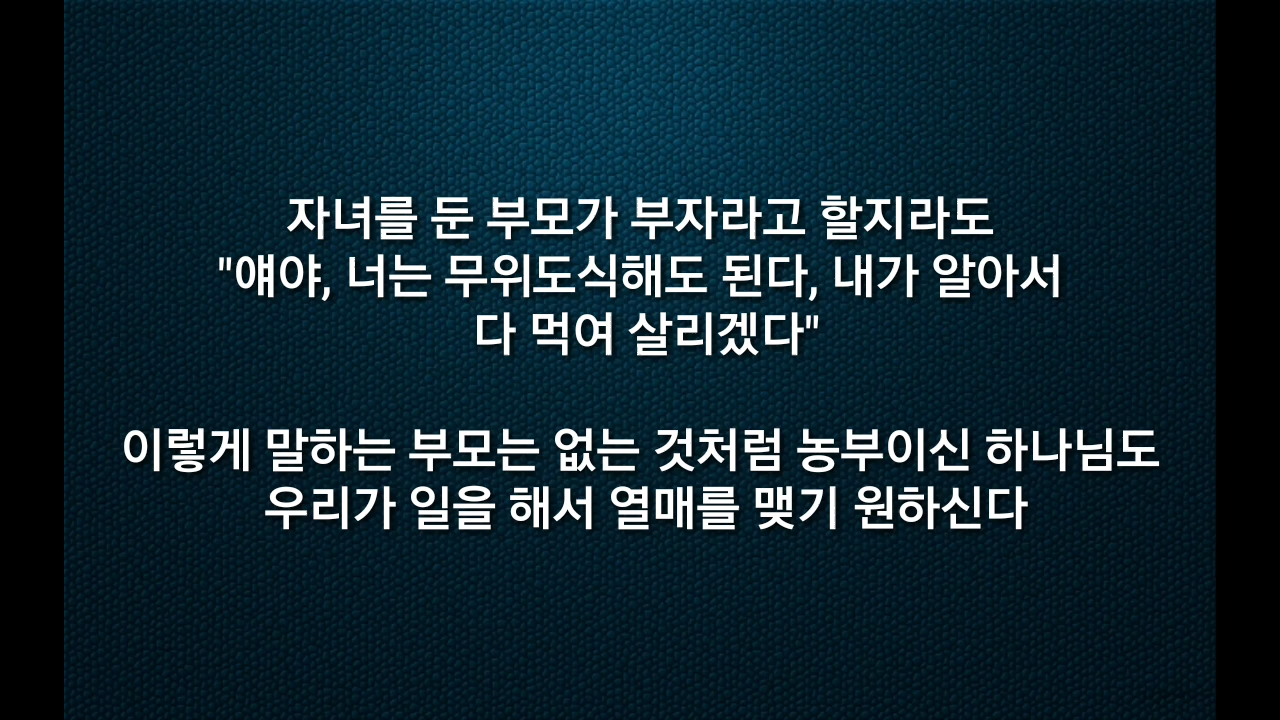 자녀를 둔 부모가 부자라고 할지라도
"얘야, 너는 무위도식해도 된다, 내가 알아서
다 먹여 살리겠다"
이렇게 말하는 부모는 없는 것처럼 농부이신 하나님도
우리가 일을 해서 열매를 맺기 원하신다